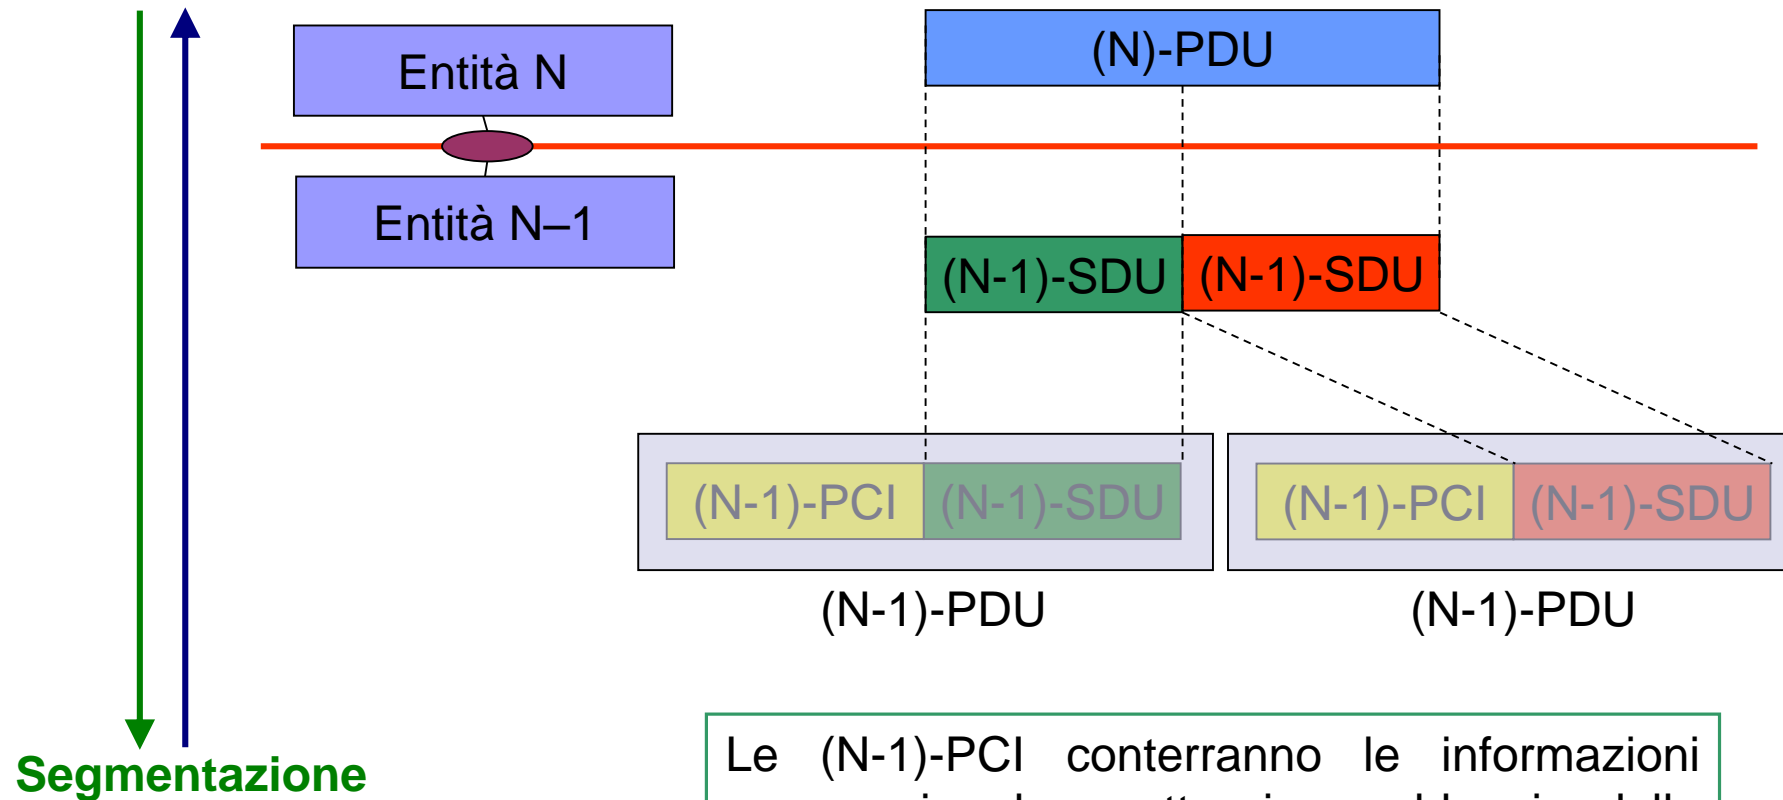 Entità N
(N)-PDU
Entità N–1
(N-1)-SDU
(N-1)-SDU
(N-1)-PCI
(N-1)-SDU
(N-1)-PCI
(N-1)-SDU
(N-1)-PDU
(N-1)-PDU
Segmentazione
Le (N-1)-PCI conterranno le informazioni